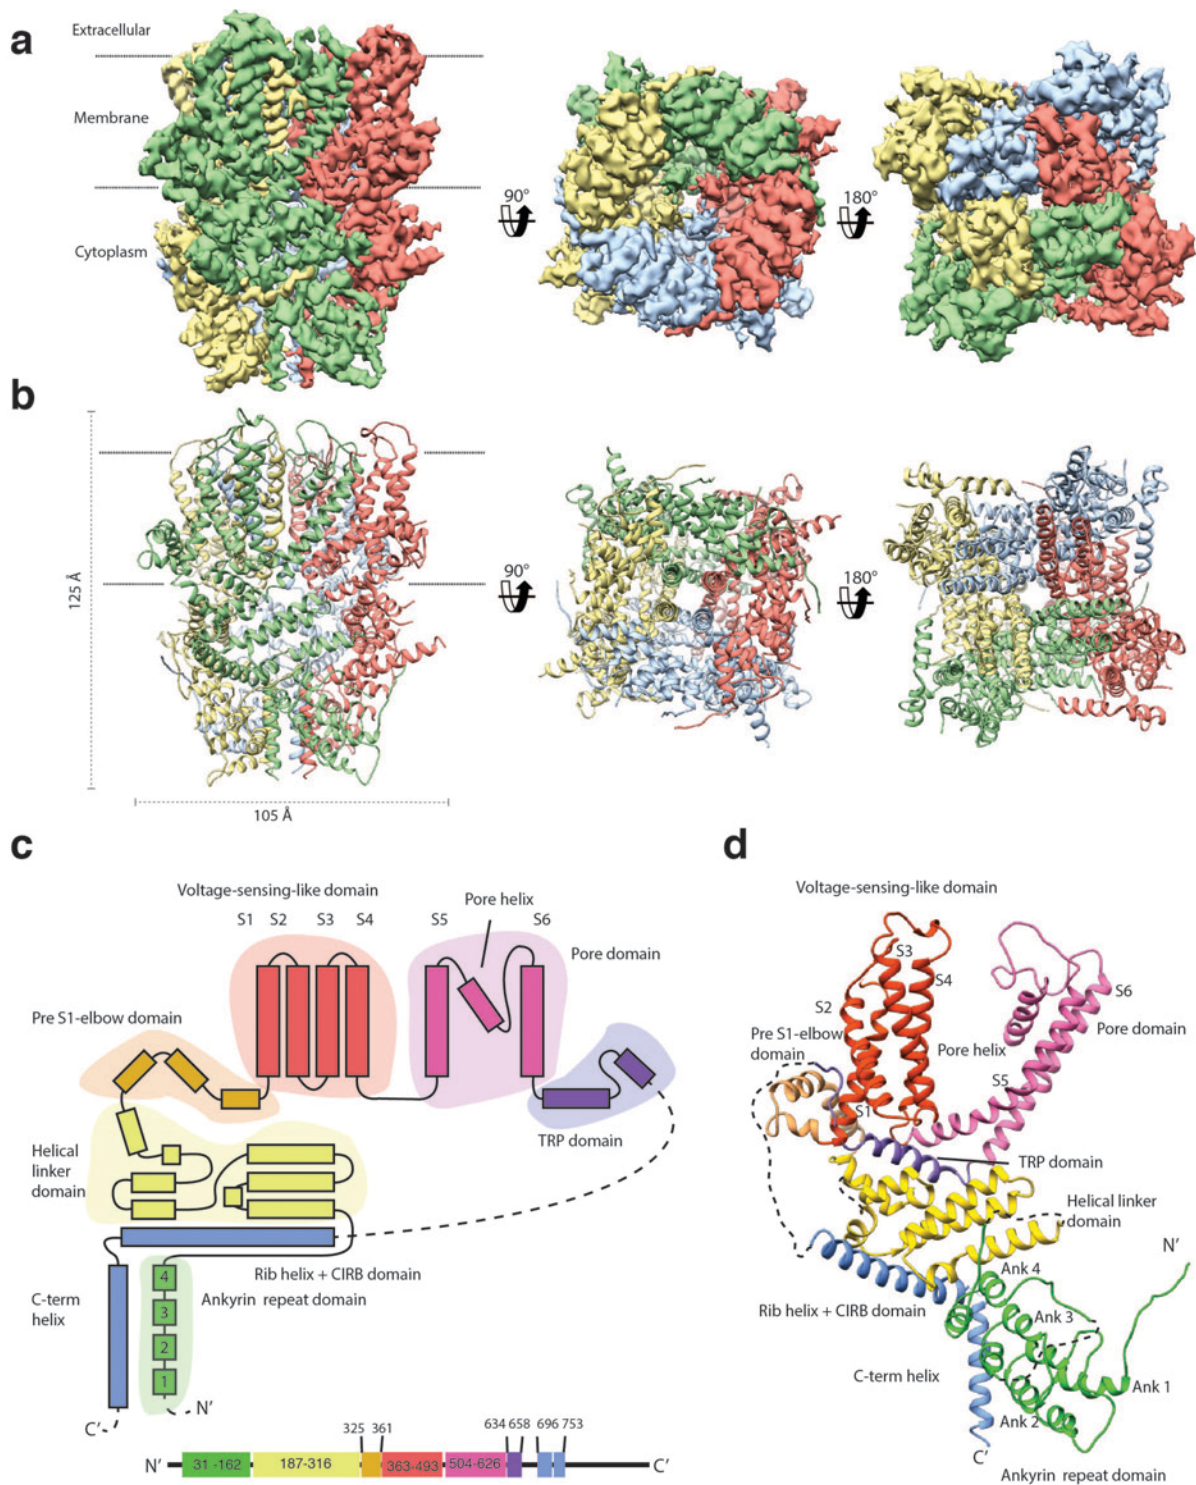 a
Extracellular
Membrane
Cytoplasm
90°
180°
b
125 Å
90°
180°
105 Å
c
Voltage-sensing-like domain
S1 S2 S3 S4
S5
Pore helix
S6
Pore domain
Pre S1-elbow domain
TRP domain
Helical
linker
domain
Rib helix + CIRB domain
Ankyrin repeat domain
C-term
helix
4
3
2
1
N'
C'
325 361
634 658 696 753
N'
31 -162
187-316
363-493
504-626
C'
d
Voltage-sensing-like domain
S3
S4
S2
S6
Pore domain
Pre S1-elbow
domain
Pore helix
S5
S1
TRP domain
Helical linker
domain
N'
Ank 4
Rib helix + CIRB domain
Ank 3
C-term helix
Ank 1
Ank 2
C'
Ankyrin repeat domain